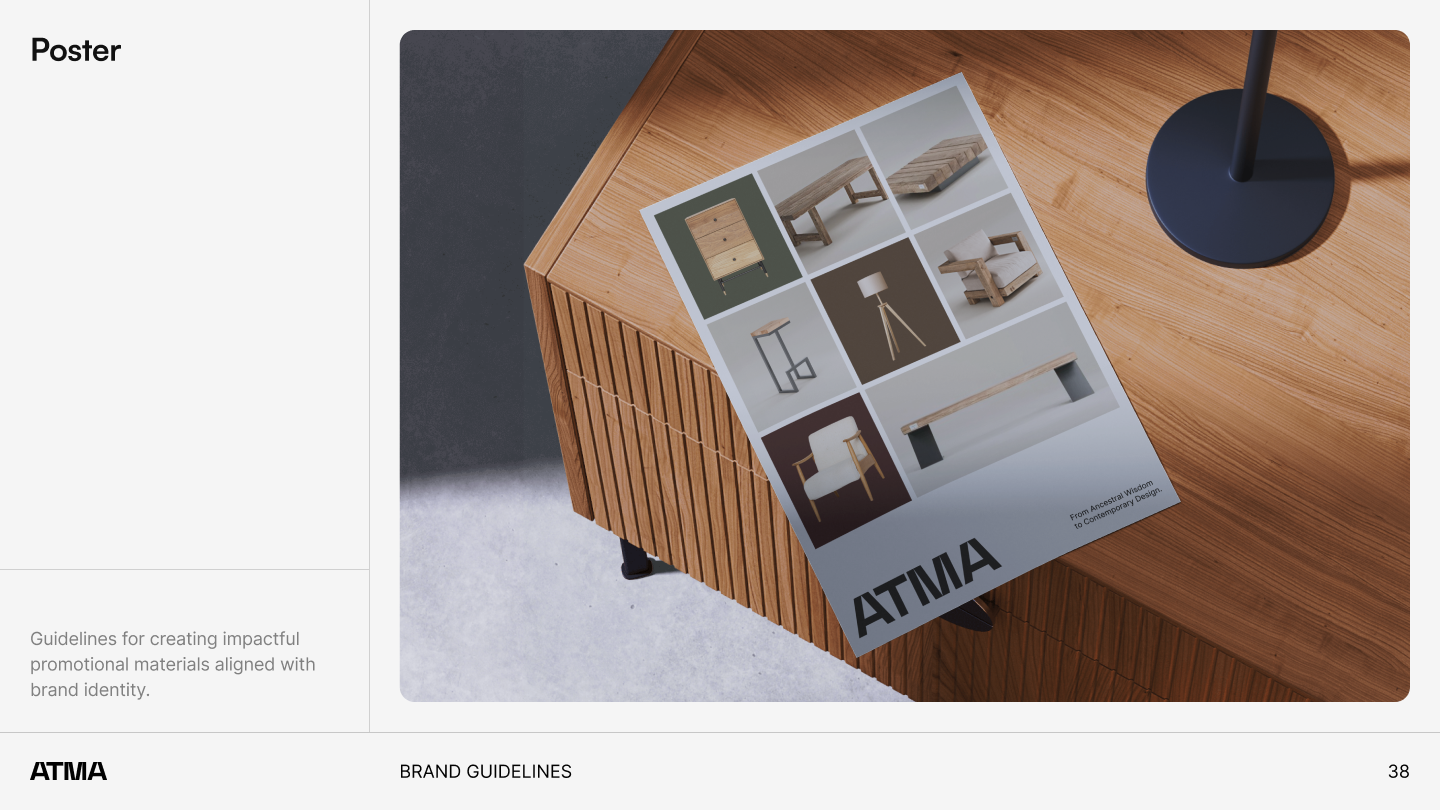 Poster
From Ancestral Wisdom
to Contemporary Design.
ATMA
Guidelines for creating impactful
promotional materials aligned with
brand identity.
ATMA
BRAND GUIDELINES
38